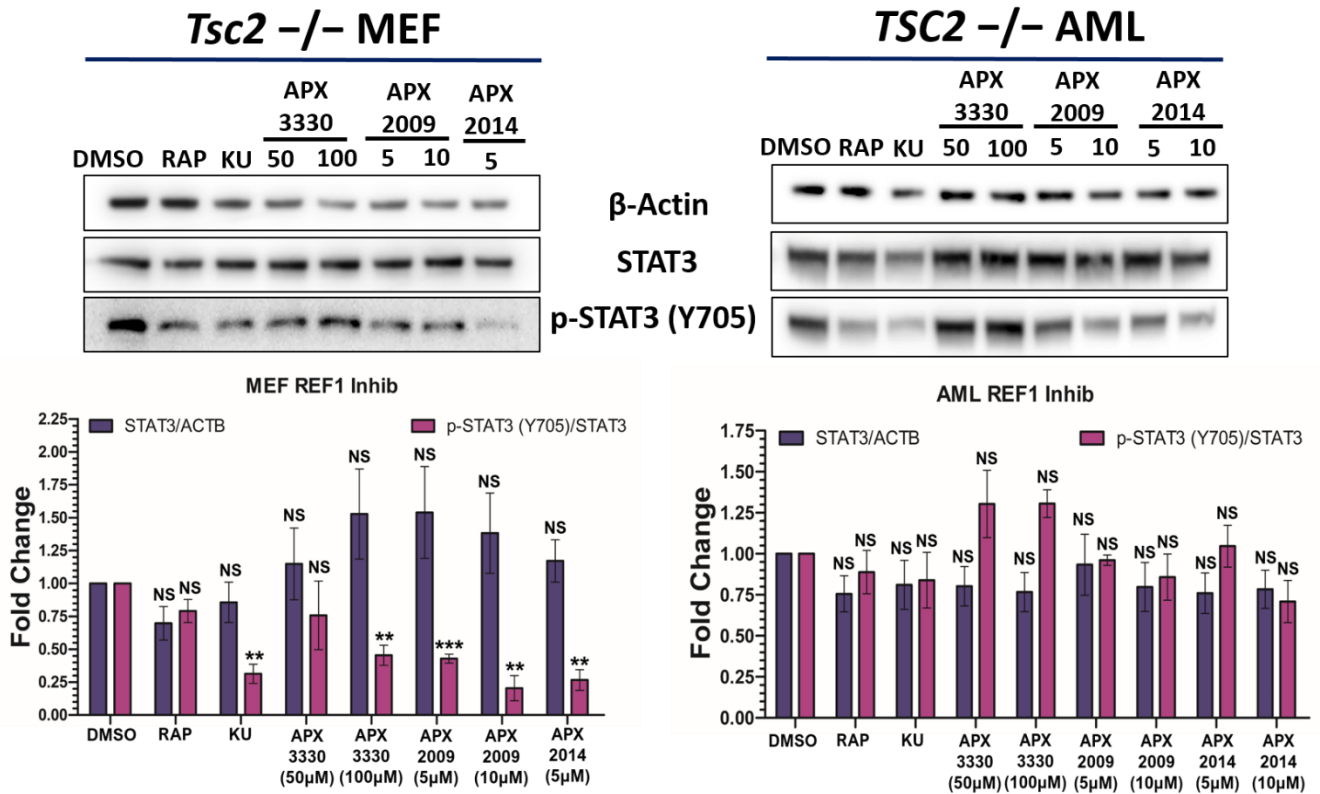 Tsc2 −/− MEF
APX 3330 APX 2009 APX 2014
DMSO RAP KU 50 100 5 10 5
TSC2 −/− AML
APX 3330 APX 2009 APX 2014
DMSO RAP KU 50 100 5 10 5 10
β-Actin
STAT3
p-STAT3 (Y705)
MEF REF1 Inhib
STAT3/ACTB p-STAT3 (Y705)/STAT3
Fold Change
2.25
2.00
1.75
1.50
1.25
1.00
0.75
0.50
0.25
0.00
NS NS NS ** NS NS NS ** NS *** NS ** NS **
DMSO RAP KU APX 3330 (50µM) APX 3330 (100µM) APX 2009 (5µM) APX 2009 (10µM) APX 2014 (5µM)
AML REF1 Inhib
STAT3/ACTB p-STAT3 (Y705)/STAT3
Fold Change
1.75
1.50
1.25
1.00
0.75
0.50
0.25
0.00
NS NS NS NS NS NS NS NS NS NS NS NS NS NS NS NS
DMSO RAP KU APX 3330 (50µM) APX 3330 (100µM) APX 2009 (5µM) APX 2009 (10µM) APX 2014 (5µM) APX 2014 (10µM)